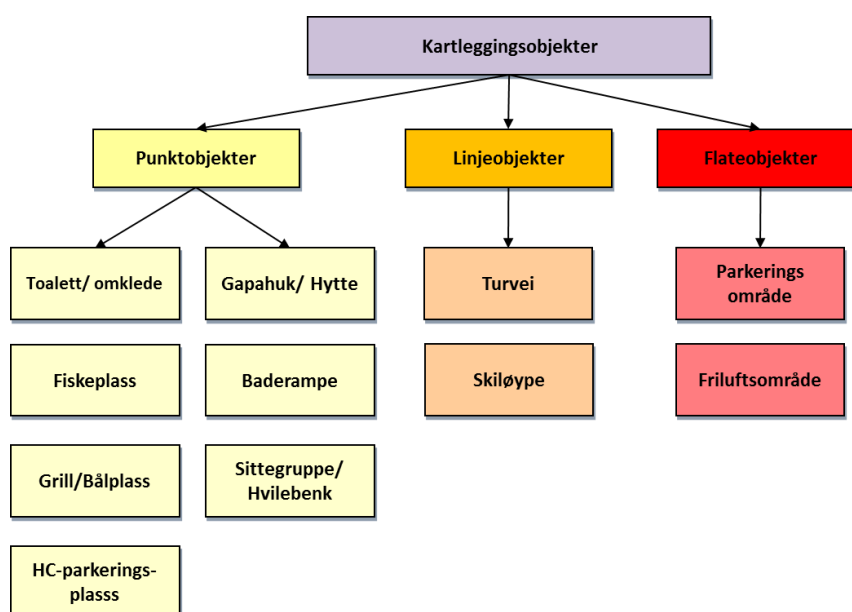 Kartleggingsobjekter
Punktobjekter
Linjeobjekter
Flateobjekter
Toalett/ omklede
Gapahuk/ Hytte
Turvei
Parkerings
område
Fiskeplass
Baderampe
Skiløype
Friluftsområde
Grill/Bålplass
Sittegruppe/
Hvilebenk
HC-parkerings-
plasss